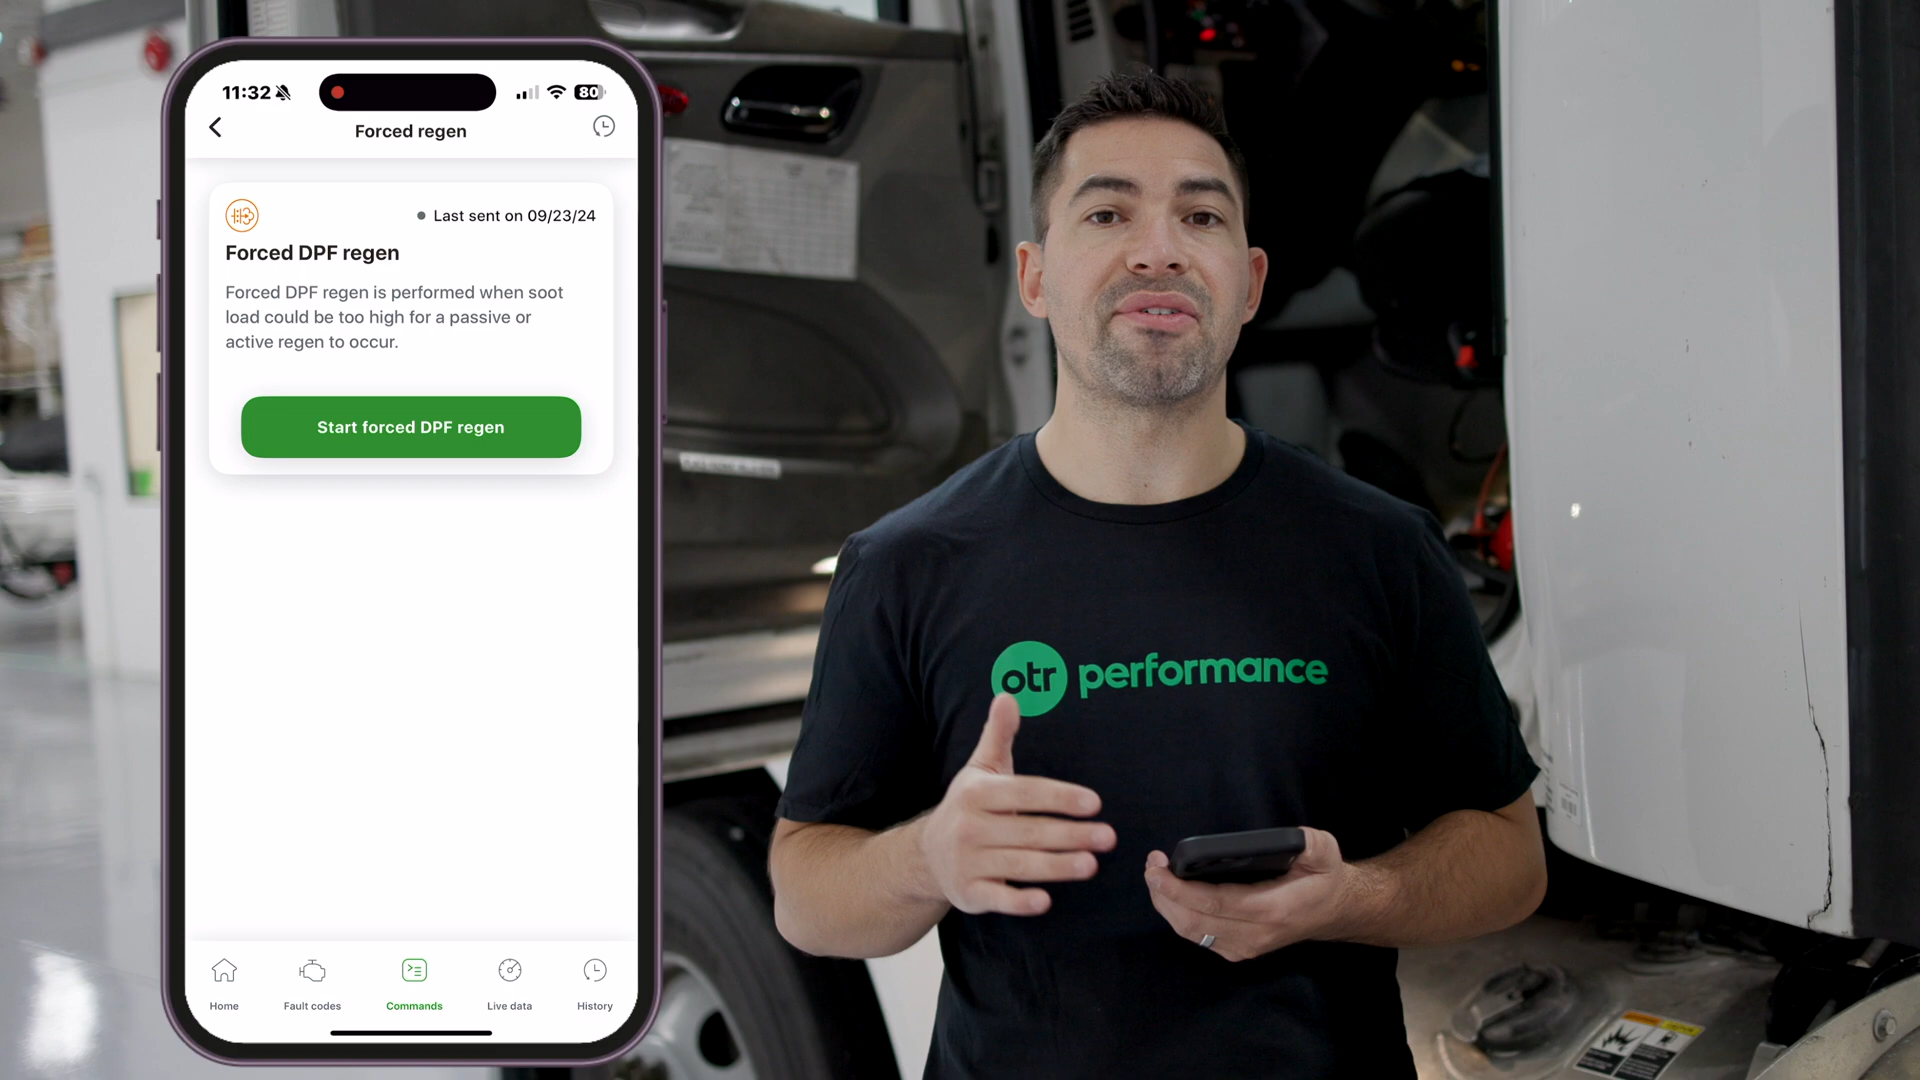 11:32
80
Forced regen
Last sent on 09/23/24
Forced DPF regen
Forced DPF regen is performed when soot
load could be too high for a passive or
active regen to occur.
Start forced DPF regen
Home
Fault codes
Commands
Live data
History
otr performance